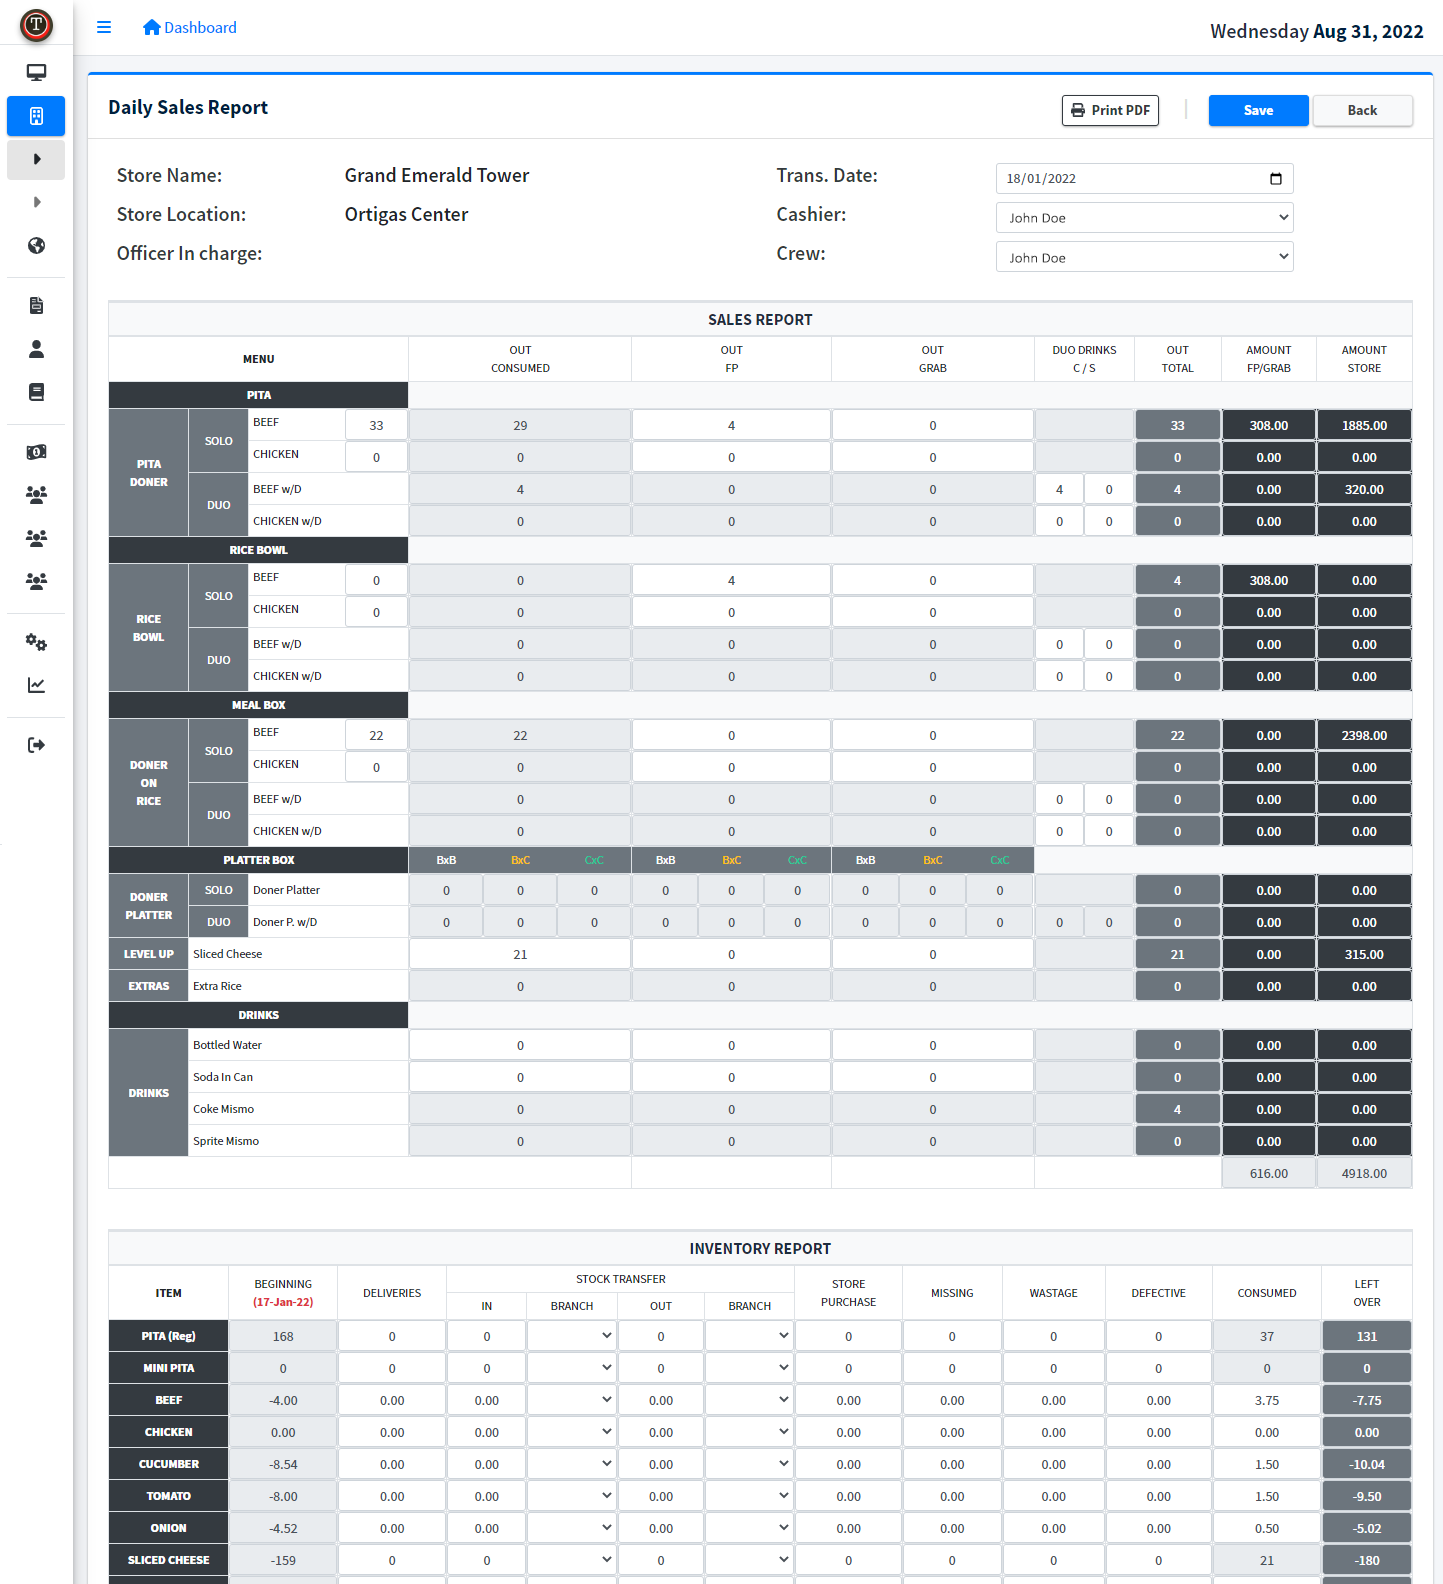 T
Dashboard
Wednesday Aug 31, 2022
Daily Sales Report
Print PDF
Save
Back
Store Name: Grand Emerald Tower Trans. Date: 18/01/2022
Store Location: Ortigas Center Cashier: John Doe
Officer In charge: Crew: John Doe
SALES REPORT
MENU OUT CONSUMED OUT FP OUT GRAB DUO DRINKS C / S OUT TOTAL AMOUNT FP/GRAB AMOUNT STORE
PITA
PITA DONER
SOLO
BEEF 33 29 4 0 33 308.00 1885.00
CHICKEN 0 0 0 0 0 0.00 0.00
DUO
BEEF w/D 4 0 0 4 0 4 0.00 320.00
CHICKEN w/D 0 0 0 0 0 0 0.00 0.00
RICE BOWL
RICE BOWL
SOLO
BEEF 0 0 4 0 4 308.00 0.00
CHICKEN 0 0 0 0 0 0.00 0.00
DUO
BEEF w/D 0 0 0 0 0 0 0.00 0.00
CHICKEN w/D 0 0 0 0 0 0 0.00 0.00
MEAL BOX
DONER ON RICE
SOLO
BEEF 22 22 0 0 22 0.00 2398.00
CHICKEN 0 0 0 0 0 0.00 0.00
DUO
BEEF w/D 0 0 0 0 0 0 0.00 0.00
CHICKEN w/D 0 0 0 0 0 0 0.00 0.00
PLATTER BOX BxB BxC CxC BxB BxC CxC BxB BxC CxC
DONER PLATTER
SOLO Doner Platter 0 0 0 0 0 0 0 0 0 0 0.00 0.00
DUO Doner P. w/D 0 0 0 0 0 0 0 0 0 0 0 0 0.00 0.00
LEVEL UP Sliced Cheese 21 0 0 21 0.00 315.00
EXTRAS Extra Rice 0 0 0 0 0.00 0.00
DRINKS
DRINKS
Bottled Water 0 0 0 0 0.00 0.00
Soda In Can 0 0 0 0 0.00 0.00
Coke Mismo 0 0 0 4 0.00 0.00
Sprite Mismo 0 0 0 0 0.00 0.00
616.00 4918.00
INVENTORY REPORT
ITEM BEGINNING (17-Jan-22) DELIVERIES STOCK TRANSFER STORE PURCHASE MISSING WASTAGE DEFECTIVE CONSUMED LEFT OVER
IN BRANCH OUT BRANCH
PITA (Reg) 168 0 0 0 0 0 0 0 37 131
MINI PITA 0 0 0 0 0 0 0 0 0 0
BEEF -4.00 0.00 0.00 0.00 0.00 0.00 0.00 0.00 3.75 -7.75
CHICKEN 0.00 0.00 0.00 0.00 0.00 0.00 0.00 0.00 0.00 0.00
CUCUMBER -8.54 0.00 0.00 0.00 0.00 0.00 0.00 0.00 1.50 -10.04
TOMATO -8.00 0.00 0.00 0.00 0.00 0.00 0.00 0.00 1.50 -9.50
ONION -4.52 0.00 0.00 0.00 0.00 0.00 0.00 0.00 0.50 -5.02
SLICED CHEESE -159 0 0 0 0 0 0 0 21 -180